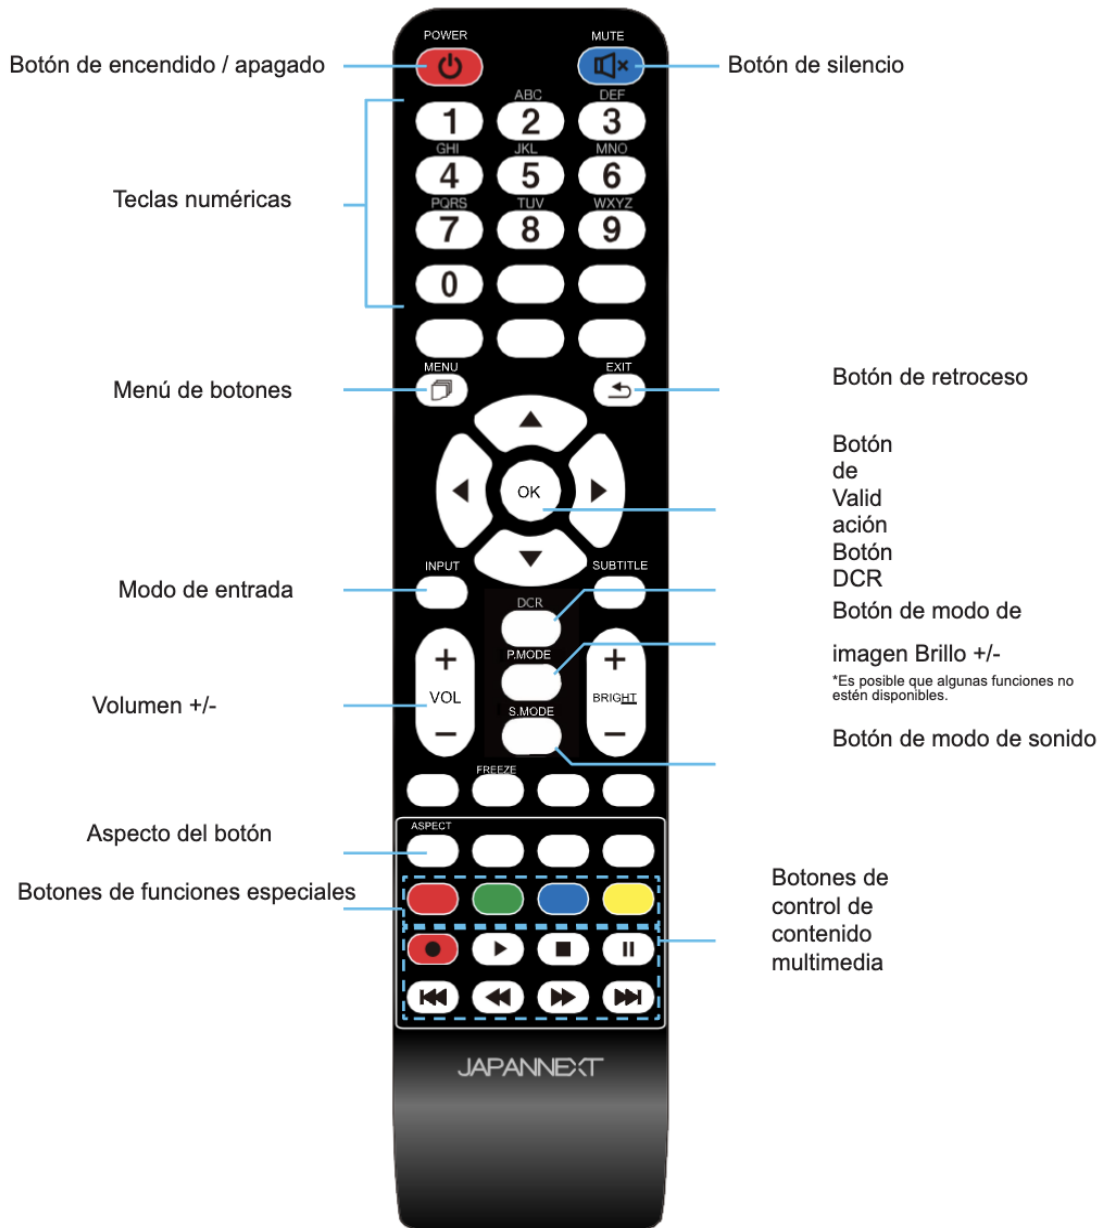 POWER
MUTE
Botón de encendido / apagado
Botón de silencio
ABC
DEF
1
2
3
GHI
JKL
MNO
4
5
6
Teclas numéricas
PQRS
TUV
WXYZ
7
8
9
0
MENU
EXIT
Menú de botones
Botón de retroceso
Botón
de
Valid
ación
Botón
DCR
OK
INPUT
SUBTITLE
Modo de entrada
DCR
Botón de modo de
imagen Brillo +/-
*Es posible que algunas funciones no
estén disponibles.
P.MODE
+
+
VOL
BRIGHT
Volumen +/-
S.MODE
−
−
Botón de modo de sonido
FREEZE
ASPECT
Aspecto del botón
Botones de funciones especiales
Botones de
control de
contenido
multimedia
JAPANNEXT